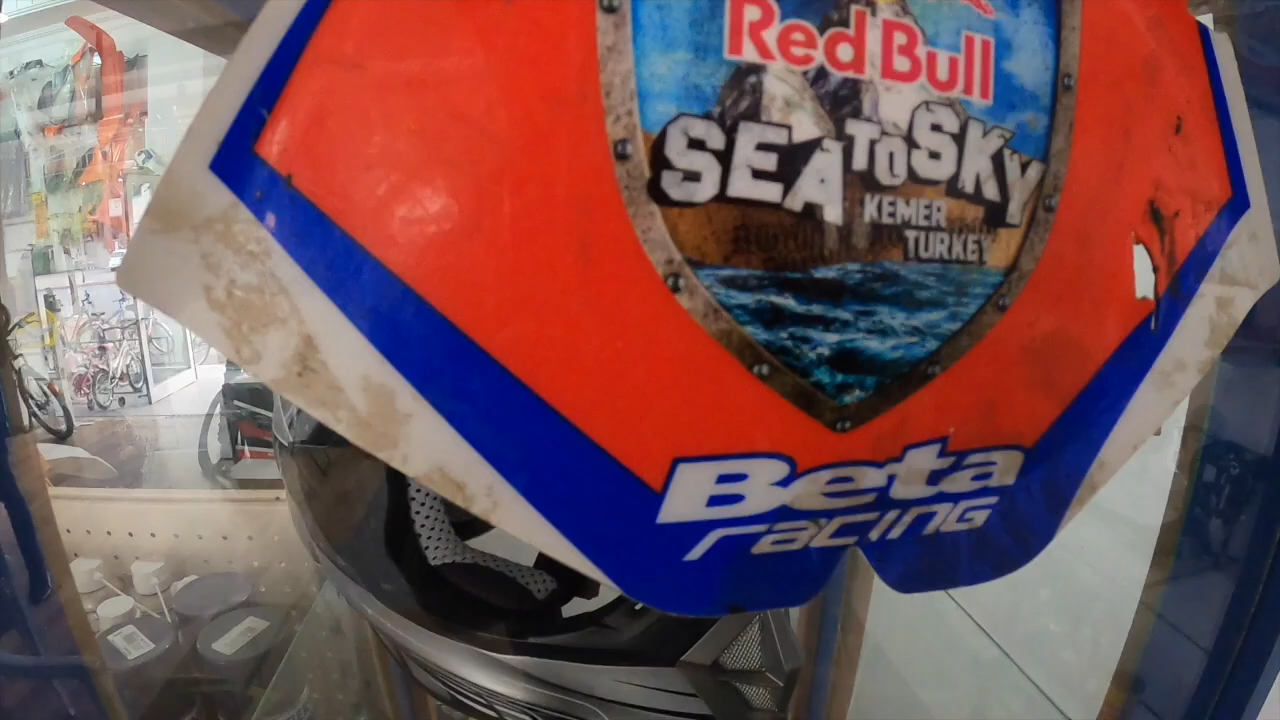 Red Bull
SEA TO SKY
KEMER
TURKEY
Beta
racing